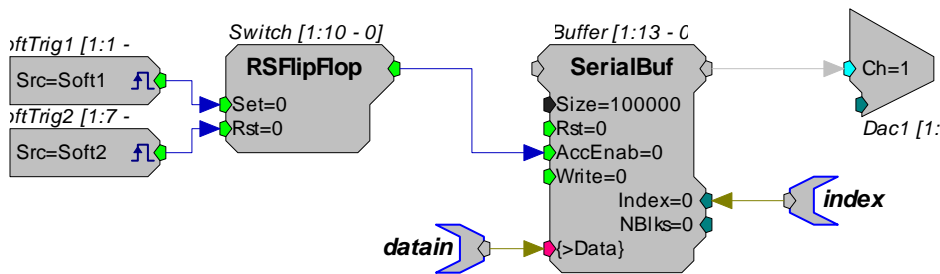 oftTrig1 [1:1 -
Src=Soft1
oftTrig2 [1:7 -
Src=Soft2
Switch [1:10 - 0]
RSFlipFlop
Set=0
Rst=0
Buffer [1:13 - 0
SerialBuf
Size=100000
Rst=0
AccEnab=0
Write=0
Index=0
NBlks=0
{>Data}
datain
index
Ch=1
Dac1 [1: